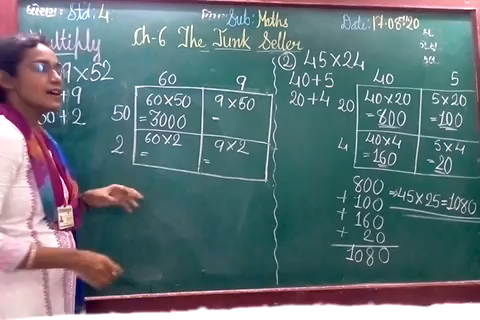 ધોરણ: Std: 4
વિષય: Sub: Maths
Date: 17.08.20
Multiply
Ch-6 The Junk Seller
9 × 52
+ 9
+ 2
60 9
50 60×50 9×50
= 3000 -
2 60×2 9×2
= =
② 45×24
40+5
20+4
40 5
20 40×20 5×20
= 800 = 100
4 40×4 5×4
= 160 = 20
800
+ 100
+ 160
+ 20
1080
⇒ 45×25=1080